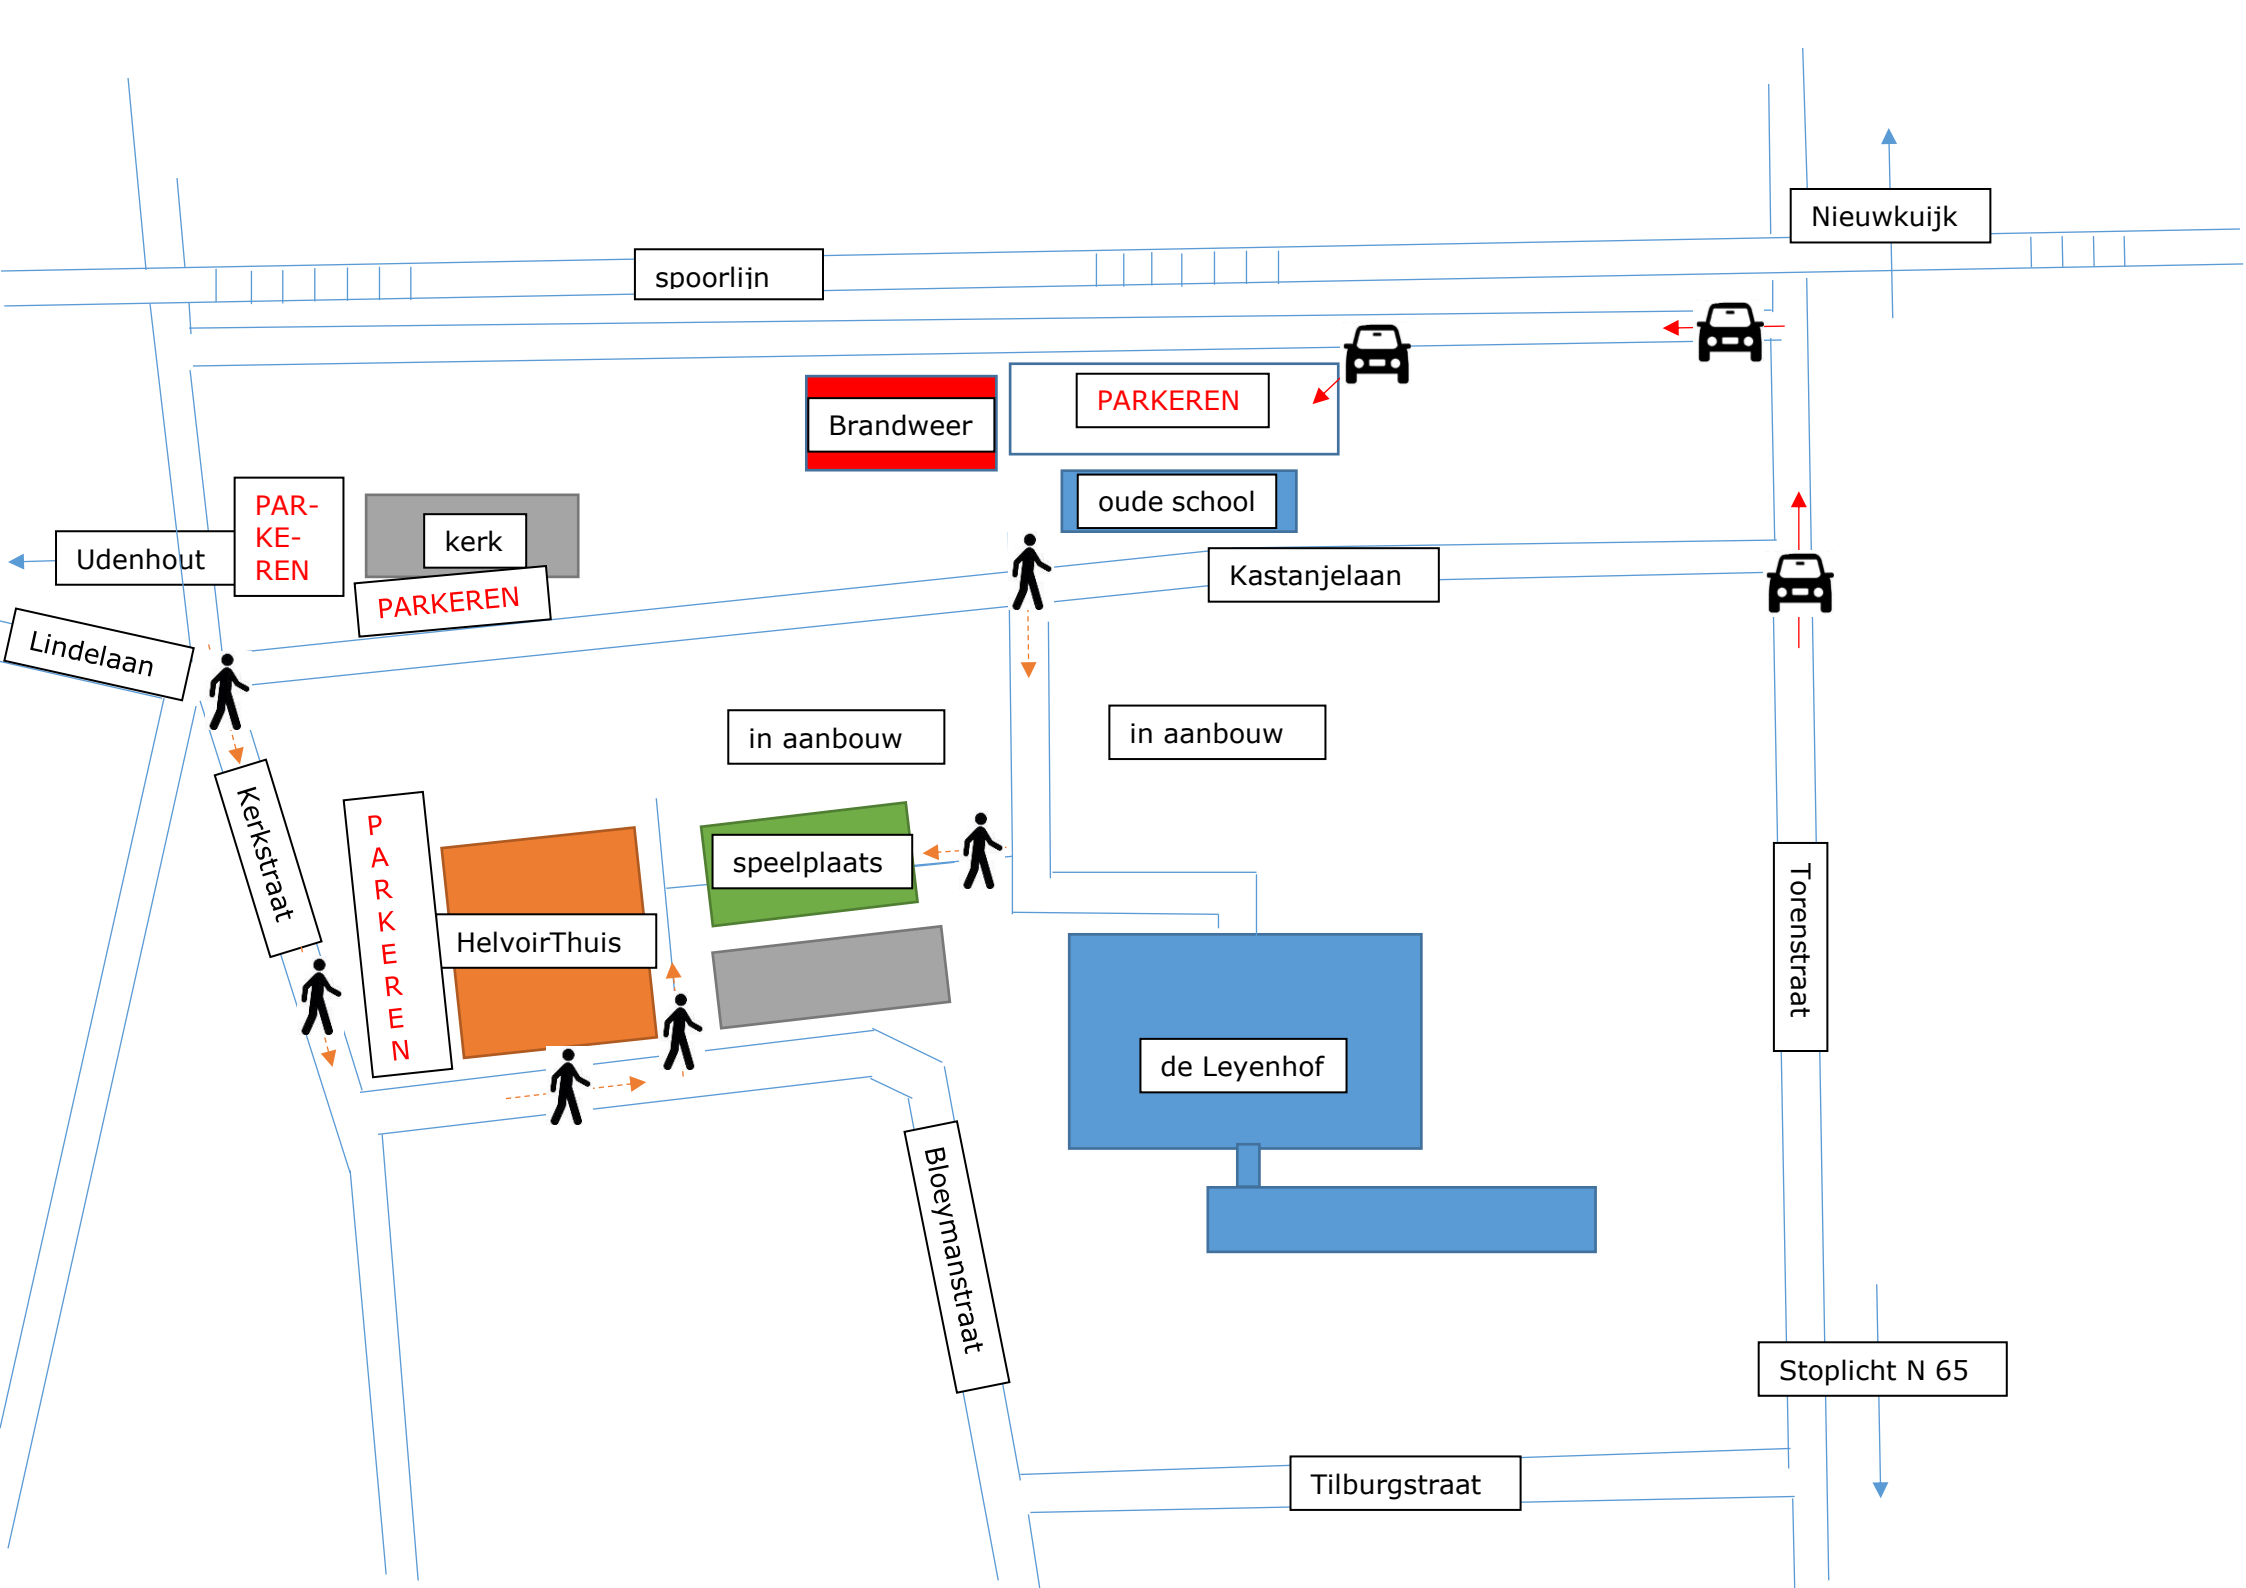 Nieuwkuijk
spoorlijn
PARKEREN
Brandweer
oude school
PAR-
KE-
REN
kerk
Udenhout
PARKEREN
Kastanjelaan
Lindelaan
in aanbouw
in aanbouw
Kerkstraat
PARKEREN
speelplaats
HelvoirThuis
Torenstraat
de Leyenhof
Bloeymanstraat
Stoplicht N 65
Tilburgstraat